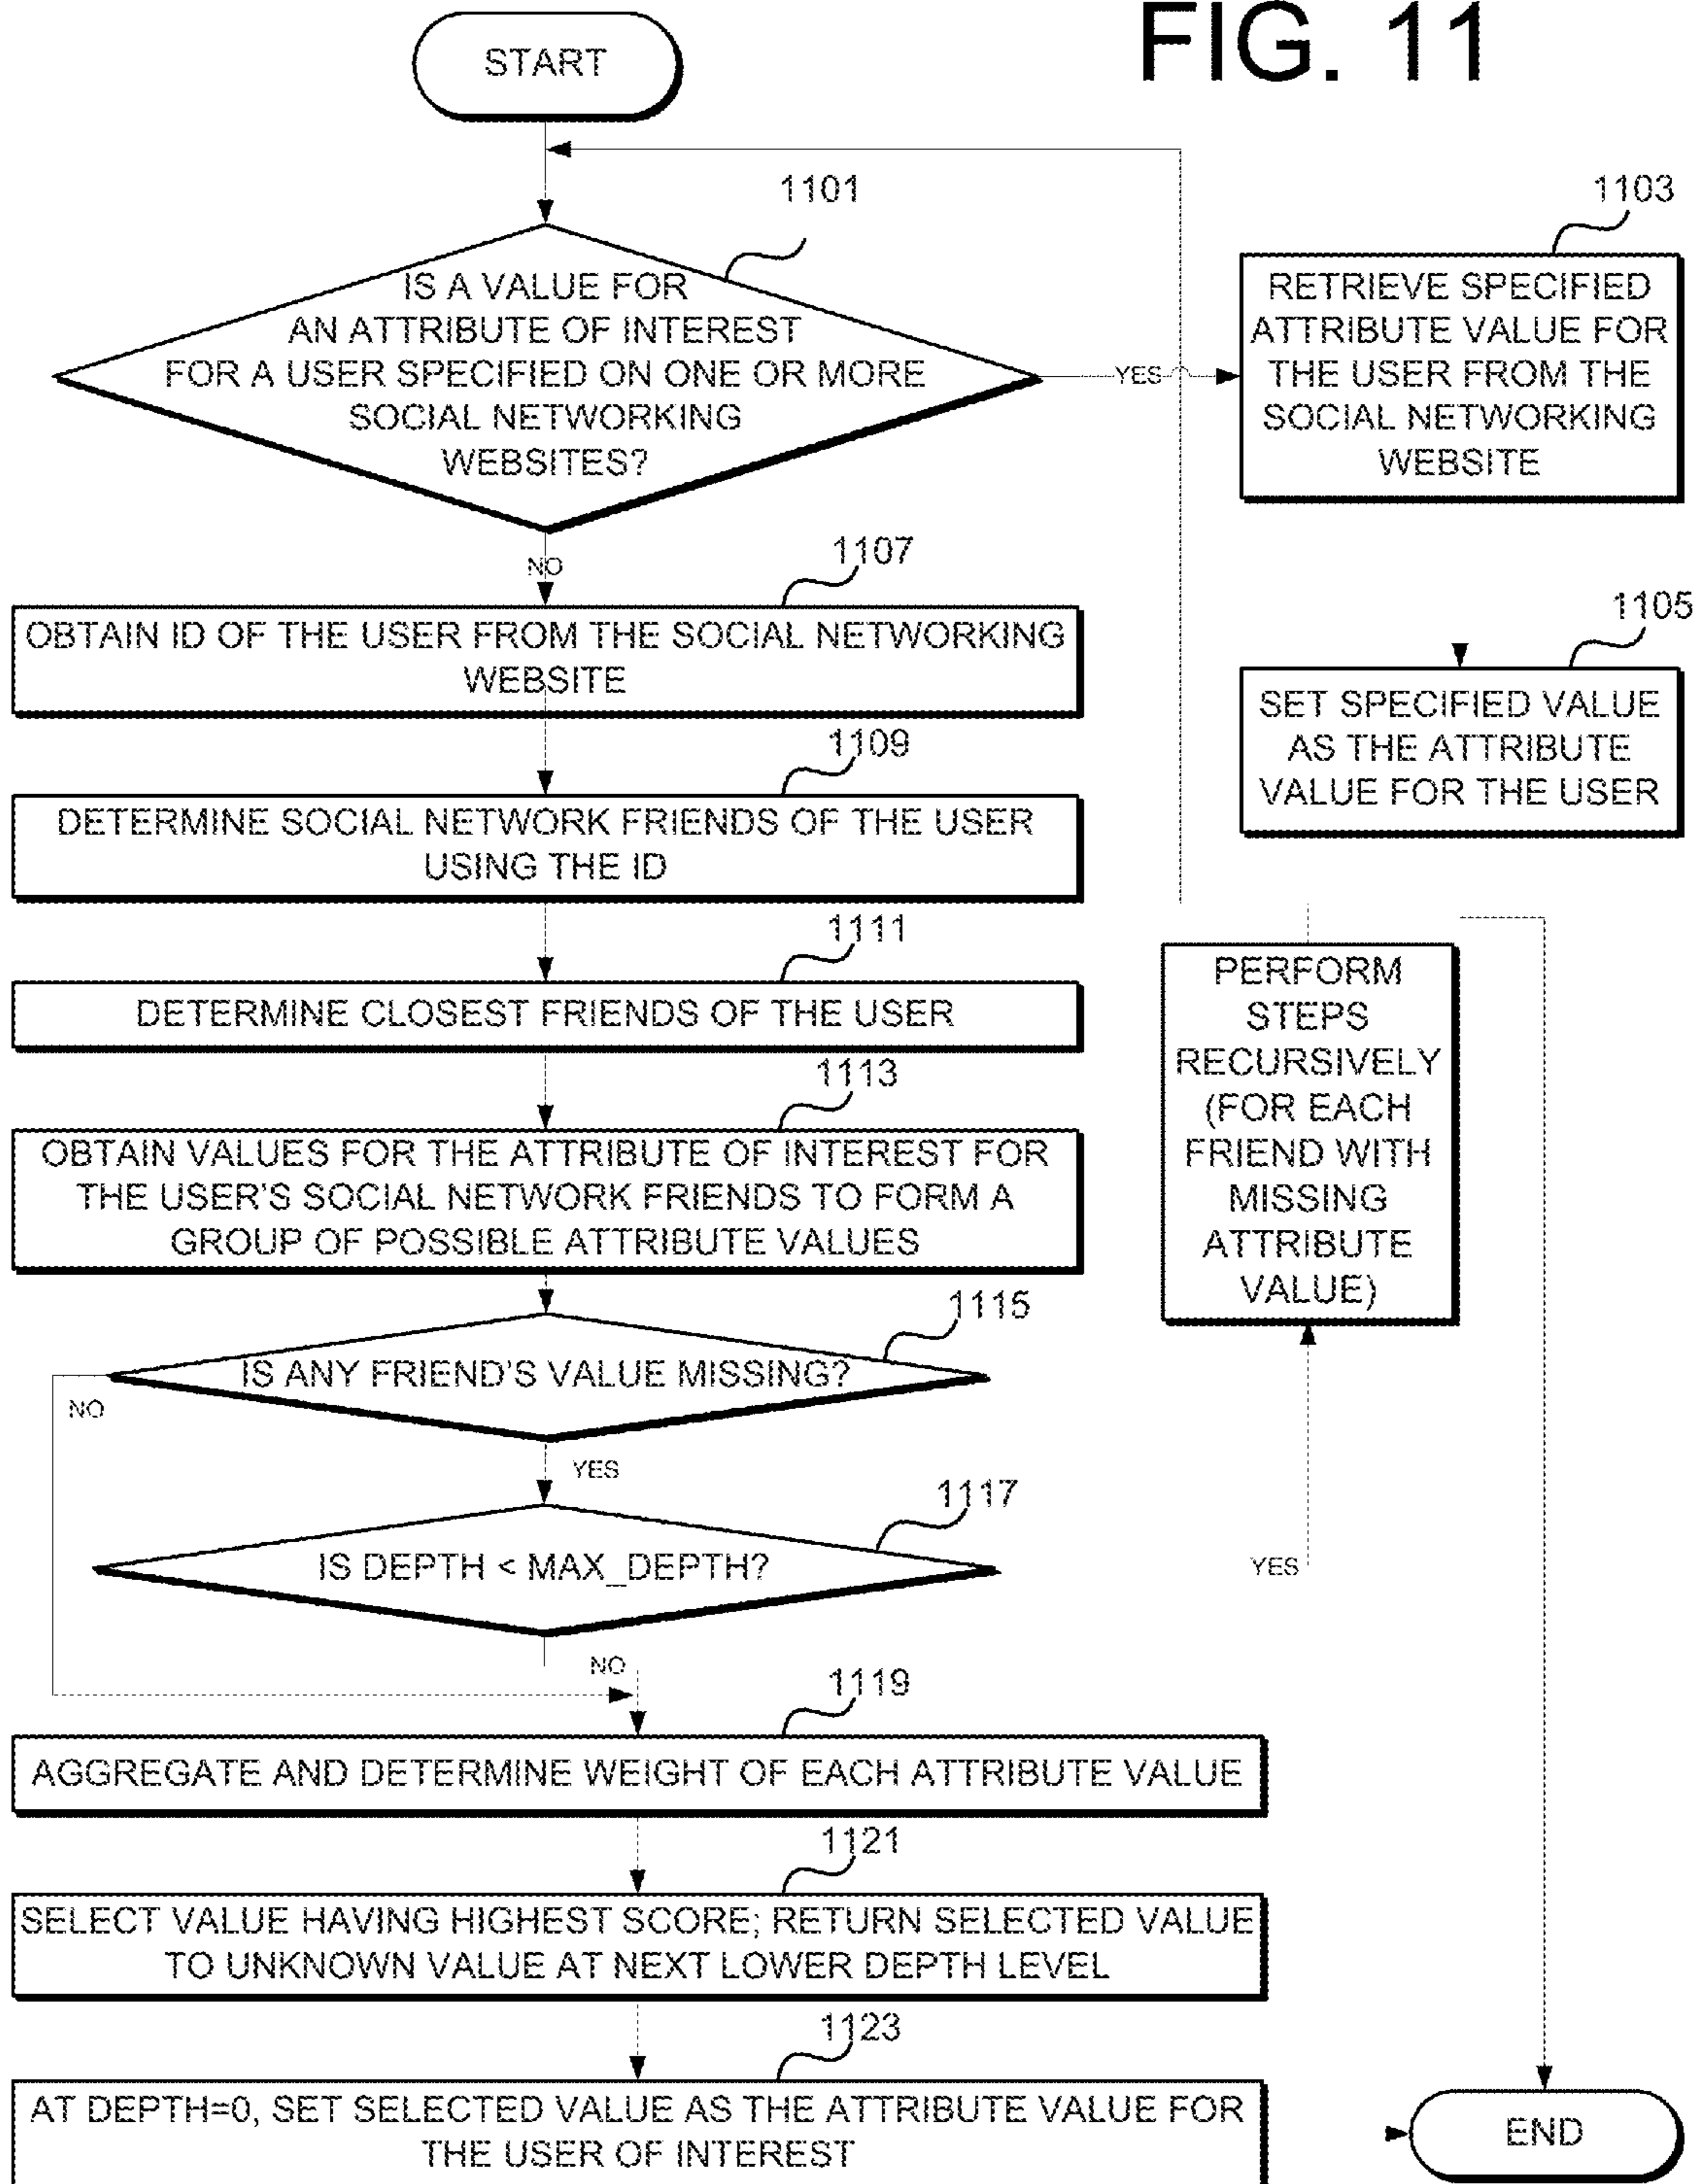 FIG. 11
START
1101
IS A VALUE FOR
AN ATTRIBUTE OF INTEREST
FOR A USER SPECIFIED ON ONE OR MORE
SOCIAL NETWORKING
WEBSITES?
YES
1103
RETRIEVE SPECIFIED
ATTRIBUTE VALUE FOR
THE USER FROM THE
SOCIAL NETWORKING
WEBSITE
NO
1107
OBTAIN ID OF THE USER FROM THE SOCIAL NETWORKING
WEBSITE
1105
SET SPECIFIED VALUE
AS THE ATTRIBUTE
VALUE FOR THE USER
1109
DETERMINE SOCIAL NETWORK FRIENDS OF THE USER
USING THE ID
1111
DETERMINE CLOSEST FRIENDS OF THE USER
1113
OBTAIN VALUES FOR THE ATTRIBUTE OF INTEREST FOR
THE USER'S SOCIAL NETWORK FRIENDS TO FORM A
GROUP OF POSSIBLE ATTRIBUTE VALUES
PERFORM
STEPS
RECURSIVELY
(FOR EACH
FRIEND WITH
MISSING
ATTRIBUTE
VALUE)
1115
IS ANY FRIEND'S VALUE MISSING?
NO
YES
1117
IS DEPTH < MAX_DEPTH?
YES
NO
1119
AGGREGATE AND DETERMINE WEIGHT OF EACH ATTRIBUTE VALUE
1121
SELECT VALUE HAVING HIGHEST SCORE; RETURN SELECTED VALUE
TO UNKNOWN VALUE AT NEXT LOWER DEPTH LEVEL
1123
AT DEPTH=0, SET SELECTED VALUE AS THE ATTRIBUTE VALUE FOR
THE USER OF INTEREST
END